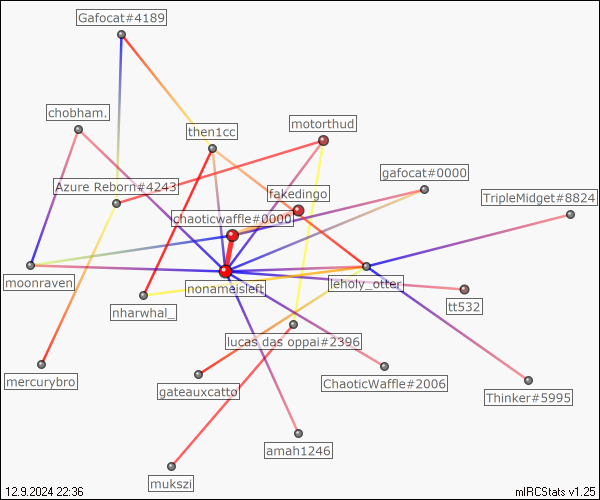 Gafocat#4189
chobham.
then1cc
motorthud
gafocat#0000
Azure Reborn#4243
fakedingo
TripleMidget#8824
chaoticwaffle#0000
moonraven
nonameisleft
tt532
nharwhal_
lucas das oppai#2396
mercurybro
gateauxcatto
ChaoticWaffle#2006
Thinker#5995
amah1246
mukszi
12.9.2024 22:36
mIRCStats v1.25